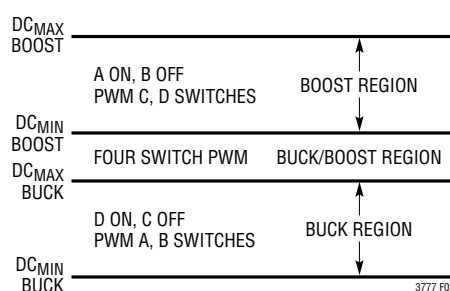 DCMAX
BOOST
A ON, B OFF
PWM C, D SWITCHES
BOOST REGION
DCMIN
BOOST
FOUR SWITCH PWM
BUCK/BOOST REGION
DCMAX
BUCK
D ON, C OFF
PWM A, B SWITCHES
BUCK REGION
DCMIN
BUCK
3777 F0